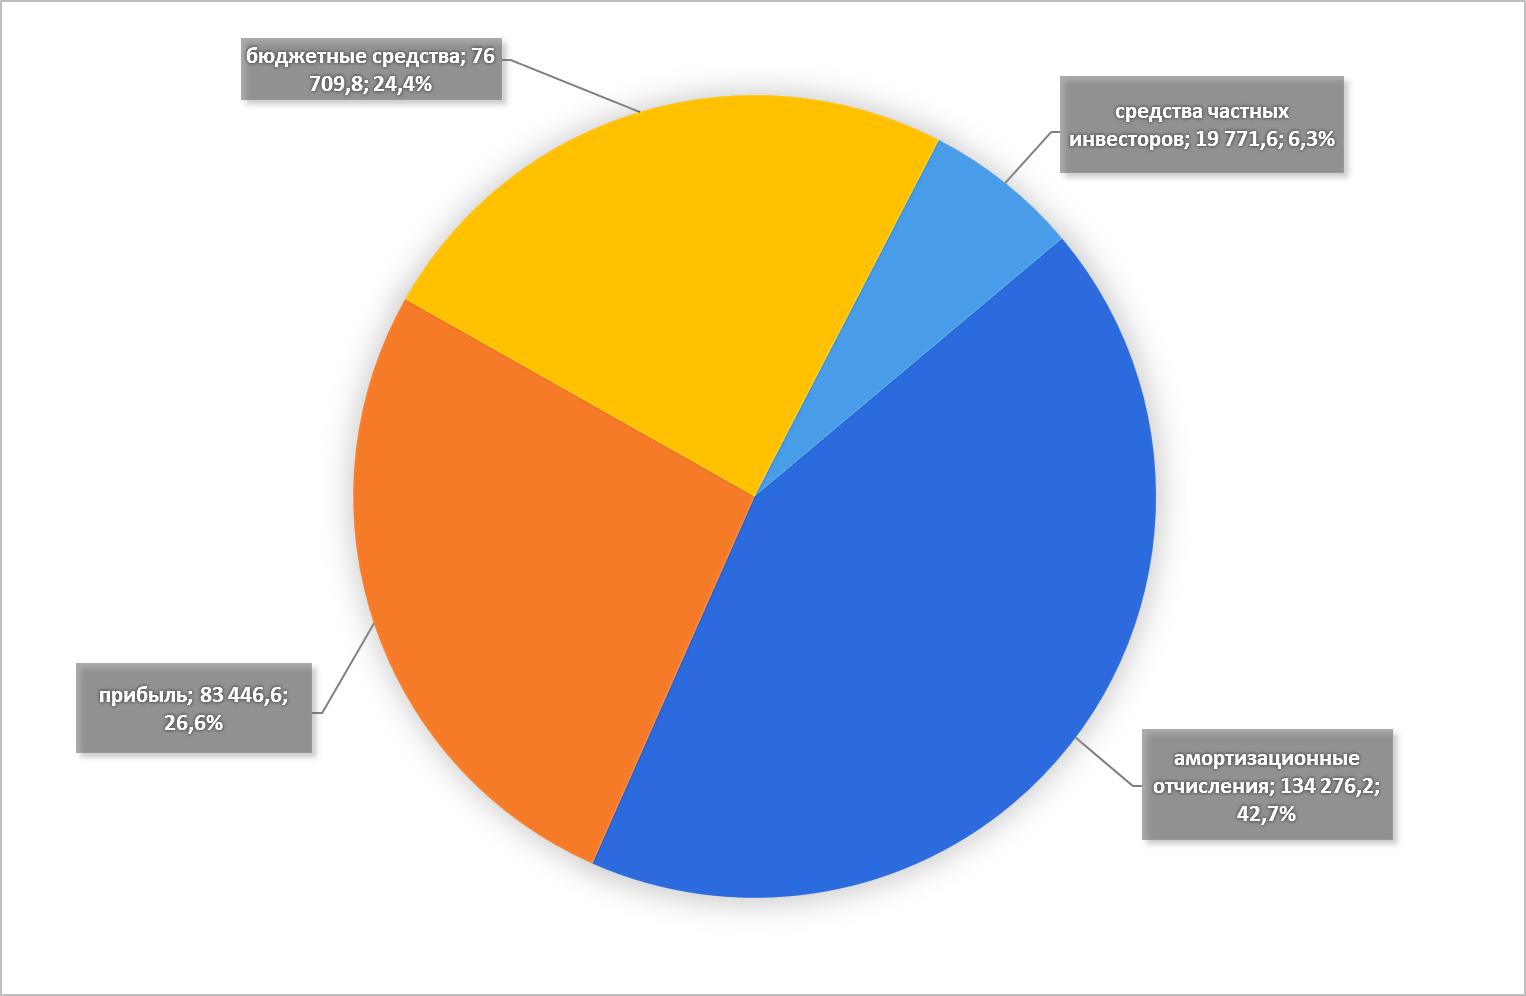 бюджетные средства; 76
709,8; 24,4%
средства частных
инвесторов; 19 771,6; 6,3%
прибыль; 83 446,6;
26,6%
амортизационные
отчисления; 134 276,2;
42,7%